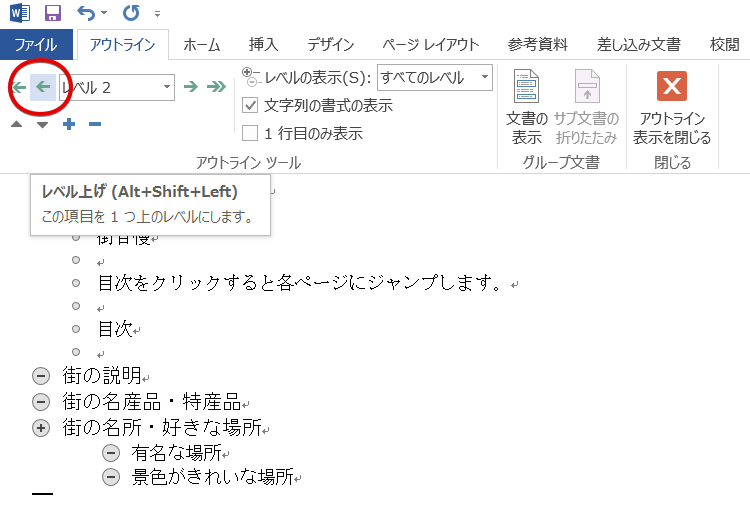 ファイル アウトライン ホーム 挿入 デザイン ページ レイアウト 参考資料 差し込み文書 校閲
レベル 2
レベルの表示(S): すべてのレベル
文字列の書式の表示
1 行目のみ表示
アウトライン ツール
文書の
表示
サブ文書の
折りたたみ
グループ文書
アウトライン
表示を閉じる
閉じる
レベル上げ (Alt+Shift+Left)
この項目を 1 つ上のレベルにします。
街自慢
目次をクリックすると各ページにジャンプします。
目次
街の説明
街の名産品・特産品
街の名所・好きな場所
有名な場所
景色がきれいな場所